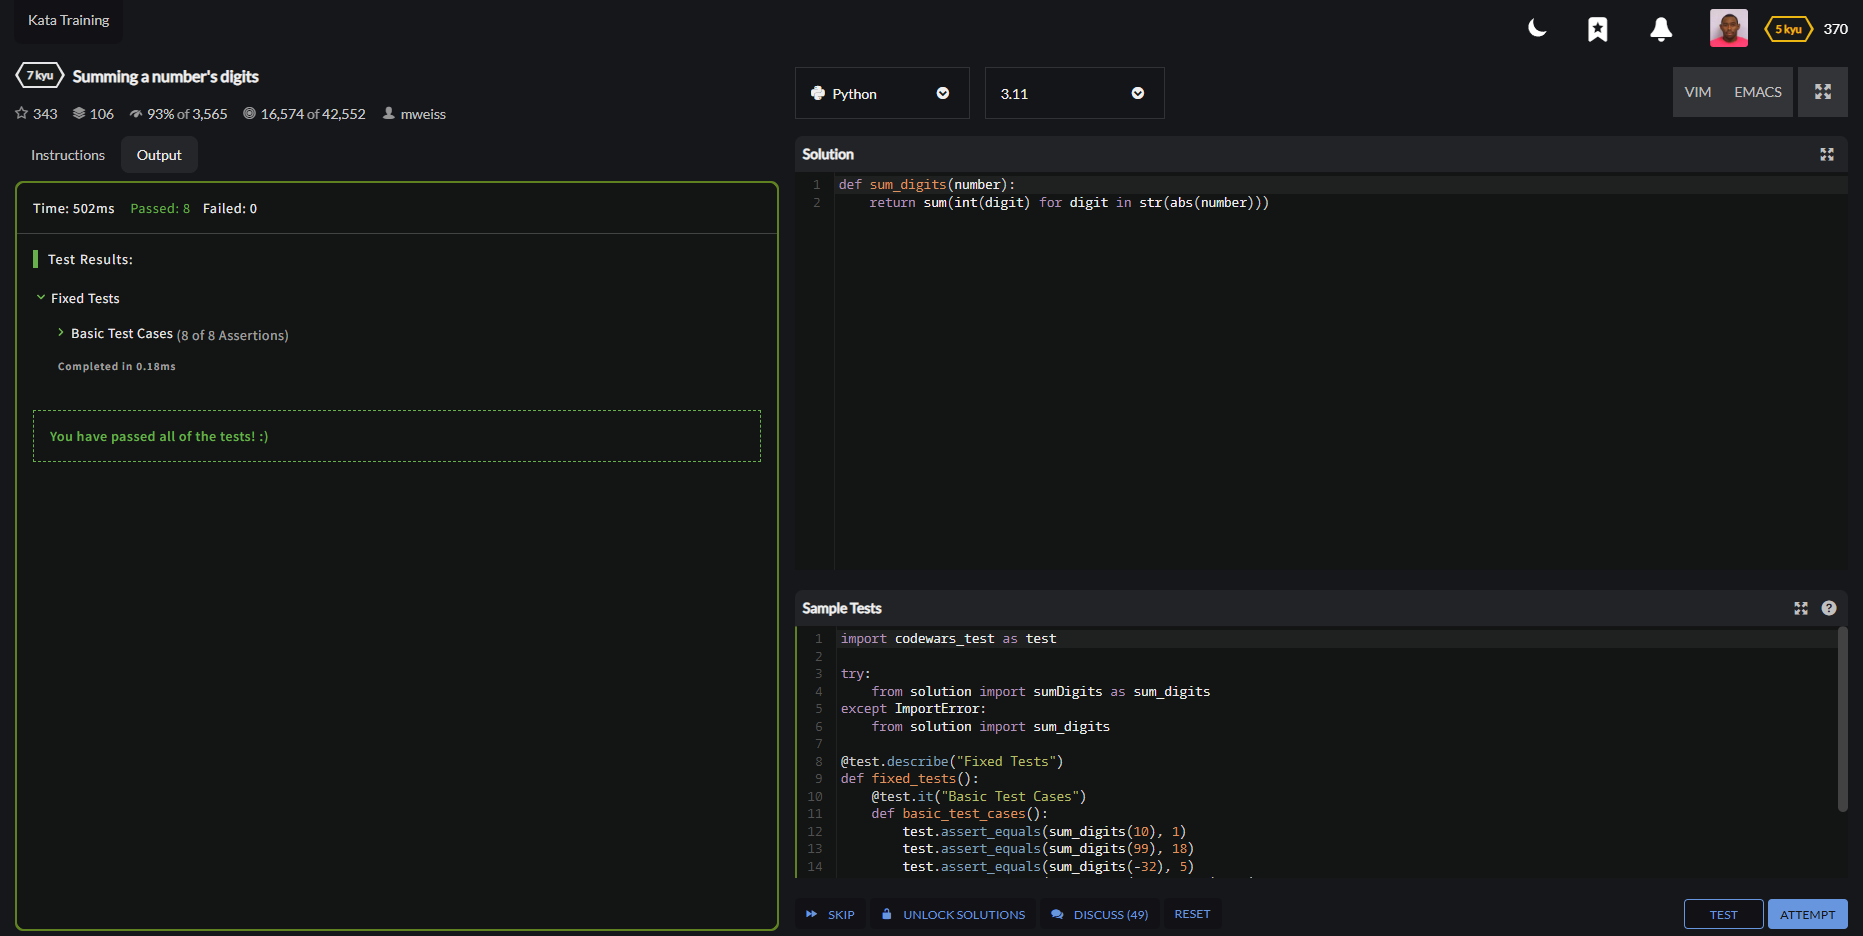 Kata Training
5 kyu 370
7 kyu Summing a number's digits
343 106 93% of 3,565 16,574 of 42,552 mweiss
Instructions Output
Time: 502ms Passed: 8 Failed: 0
Test Results:
Fixed Tests
Basic Test Cases (8 of 8 Assertions)
Completed in 0.18ms
You have passed all of the tests! :)
Python 3.11 VIM EMACS
Solution
1 def sum_digits(number):
2 return sum(int(digit) for digit in str(abs(number)))
Sample Tests ?
1 import codewars_test as test
2
3 try:
4 from solution import sumDigits as sum_digits
5 except ImportError:
6 from solution import sum_digits
7
8 @test.describe("Fixed Tests")
9 def fixed_tests():
10 @test.it("Basic Test Cases")
11 def basic_test_cases():
12 test.assert_equals(sum_digits(10), 1)
13 test.assert_equals(sum_digits(99), 18)
14 test.assert_equals(sum_digits(-32), 5)
SKIP UNLOCK SOLUTIONS DISCUSS (49) RESET TEST ATTEMPT